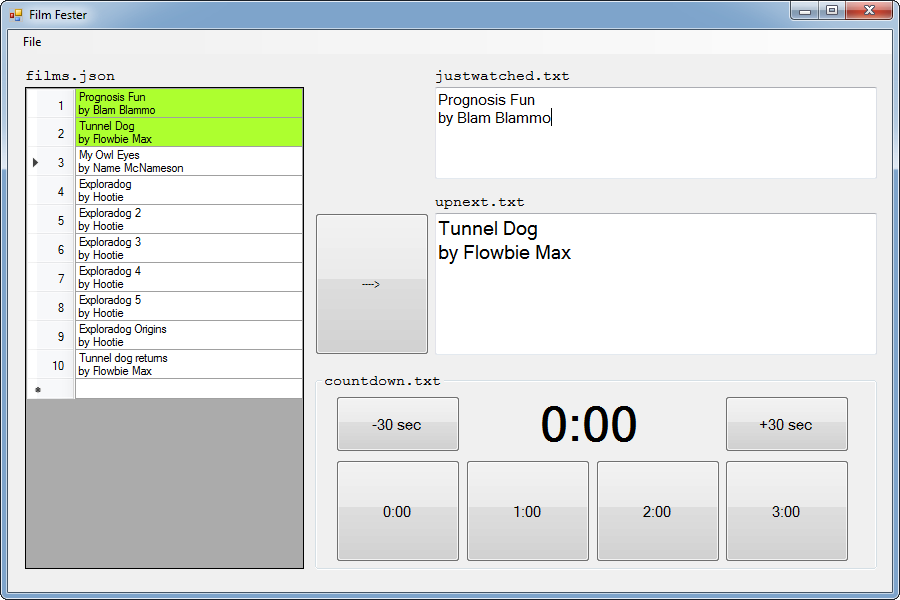 Film Fester
File
films.json
1
Prognosis Fun
by Blam Blammo
2
Tunnel Dog
by Flowbie Max
3
My Owl Eyes
by Name McNameson
4
Exploradog
by Hootie
5
Exploradog 2
by Hootie
6
Exploradog 3
by Hootie
7
Exploradog 4
by Hootie
8
Exploradog 5
by Hootie
9
Exploradog Origins
by Hootie
10
Tunnel dog returns
by Flowbie Max
*
justwatched.txt
Prognosis Fun
by Blam Blammo
upnext.txt
Tunnel Dog
by Flowbie Max
---->
countdown.txt
-30 sec
0:00
+30 sec
0:00
1:00
2:00
3:00